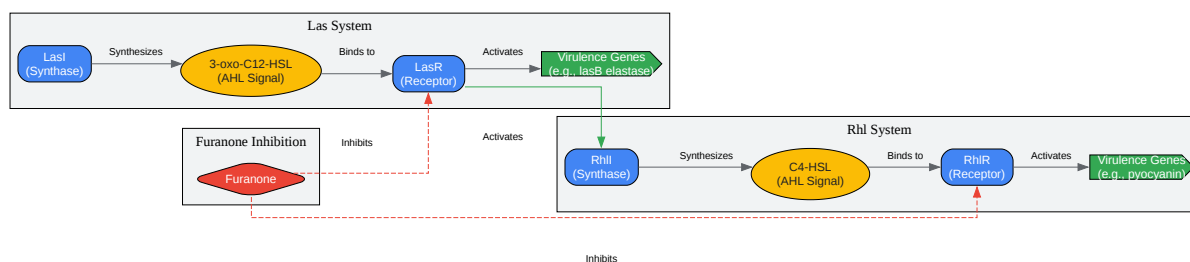 Las System
LasI
(Synthase)
Synthesizes
3-oxo-C12-HSL
(AHL Signal)
Binds to
LasR
(Receptor)
Activates
Virulence Genes
(e.g., lasB elastase)
Furanone Inhibition
Furanone
Inhibits
Activates
Rhl System
RhlI
(Synthase)
Synthesizes
C4-HSL
(AHL Signal)
Binds to
RhlR
(Receptor)
Activates
Virulence Genes
(e.g., pyocyanin)
Inhibits